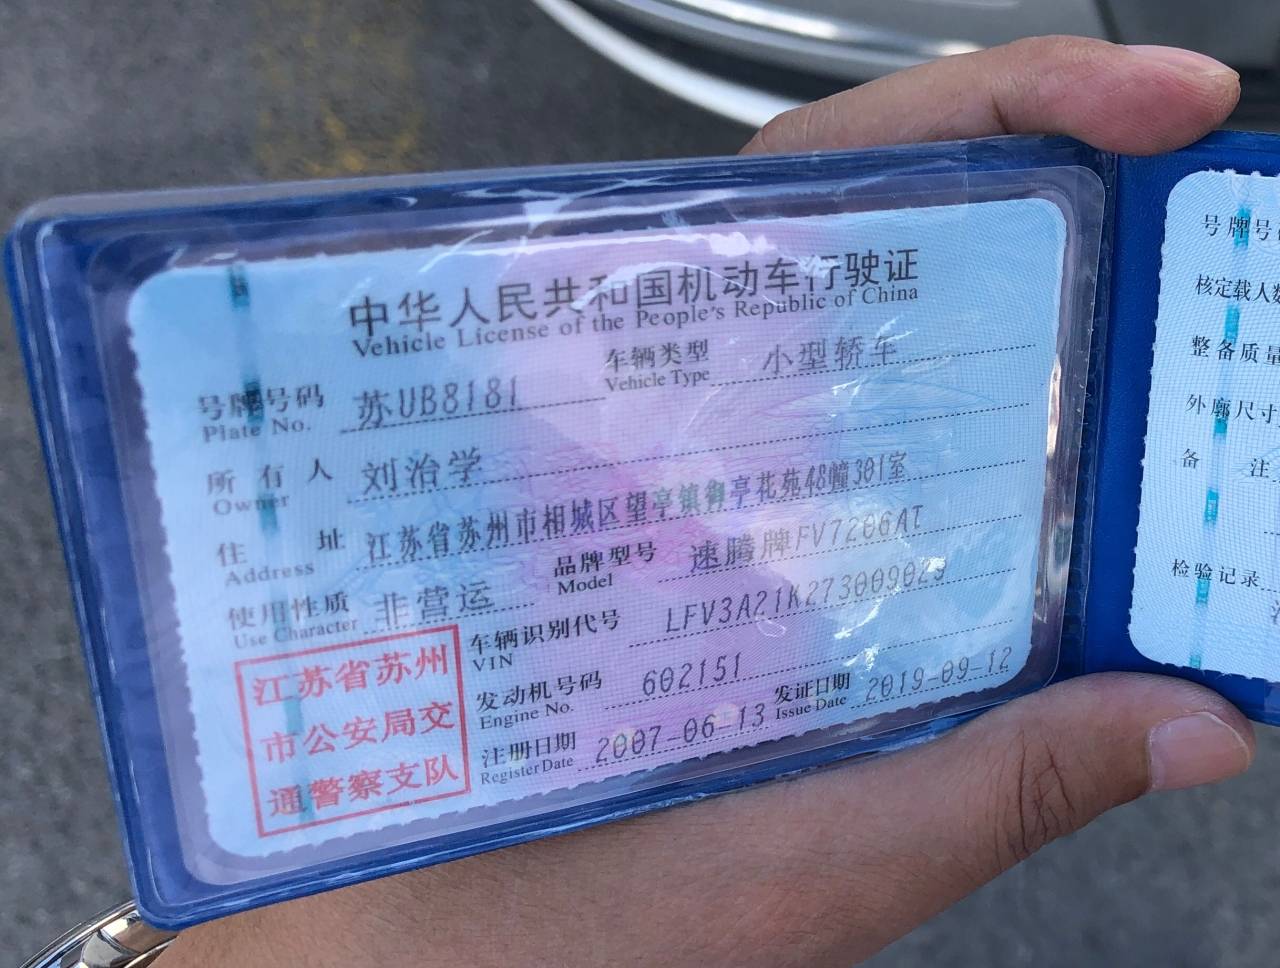 中华人民共和国机动车行驶证
Vehicle License of the People's Republic of China
号牌号码 苏UB8181 车辆类型 小型轿车
Plate No. Vehicle Type
所有人 刘治学
Owner
住址 江苏省苏州市相城区望亭镇御亭花苑48幢301室
Address
使用性质 非营运 品牌型号 速腾牌FV7206AT
Use Character Model
车辆识别代号 LFV3A21K273009029
VIN
发动机号码 602151 发证日期 2019-09-12
Engine No. Issue Date
注册日期 2007-06-13
Register Date
江苏省苏州
市公安局交
通警察支队
号牌号
核定载人数
整备质量
外廓尺寸
备注
检验记录